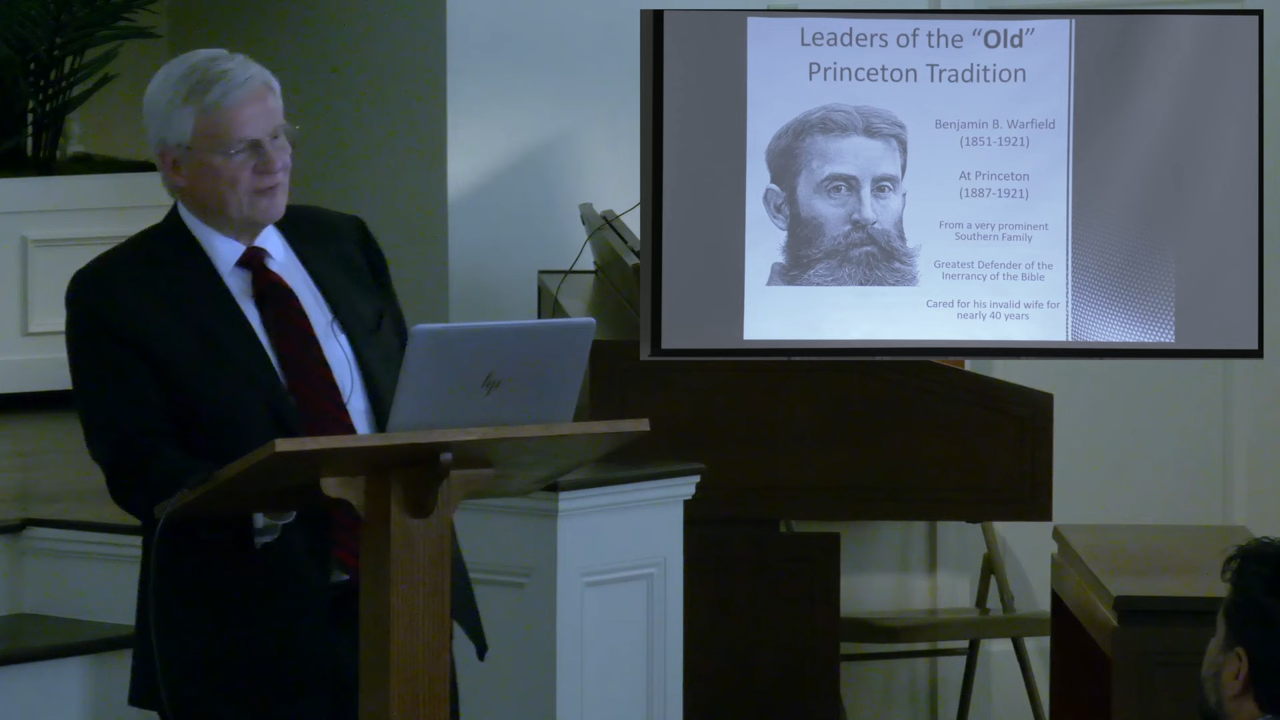 Leaders of the “Old”
Princeton Tradition
Benjamin B. Warfield
(1851-1921)
At Princeton
(1887-1921)
From a very prominent
Southern Family
Greatest Defender of the
Inerrancy of the Bible
Cared for his invalid wife for
nearly 40 years
hp